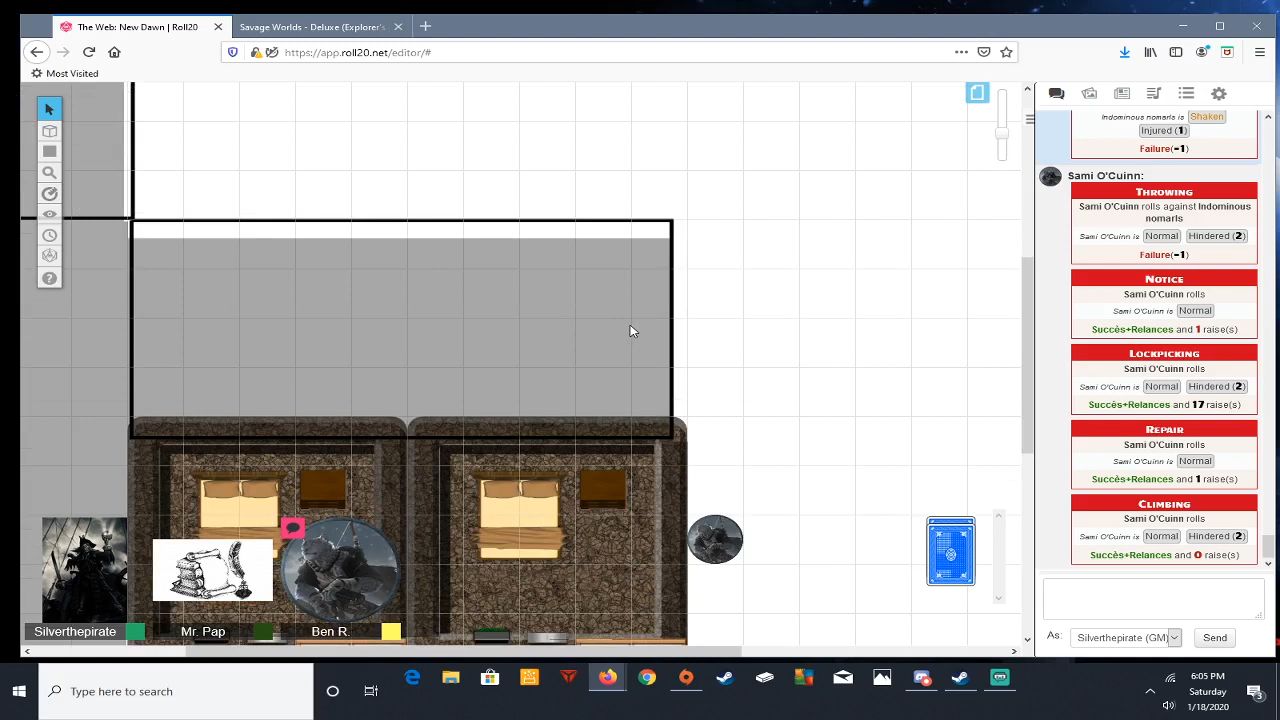 The Web: New Dawn | Roll20
Savage Worlds - Deluxe (Explorer's
https://app.roll20.net/editor/#
Most Visited
Indominous nomaris is Shaken
Injured (1)
Failure(-1)
Sami O'Cuinn:
Throwing
Sami O'Cuinn rolls against Indominous
nomaris
Sami O'Cuinn is Normal Hindered (2)
Failure(-1)
Notice
Sami O'Cuinn rolls
Sami O'Cuinn is Normal
Succès+Relances and 1 raise(s)
Lockpicking
Sami O'Cuinn rolls
Sami O'Cuinn is Normal Hindered (2)
Succès+Relances and 17 raise(s)
Repair
Sami O'Cuinn rolls
Sami O'Cuinn is Normal
Succès+Relances and 1 raise(s)
Climbing
Sami O'Cuinn rolls
Sami O'Cuinn is Normal Hindered (2)
Succès+Relances and 0 raise(s)
Silverthepirate
Mr. Pap
Ben R.
As: Silverthepirate (GM) Send
Type here to search
6:05 PM
Saturday
1/18/2020
3